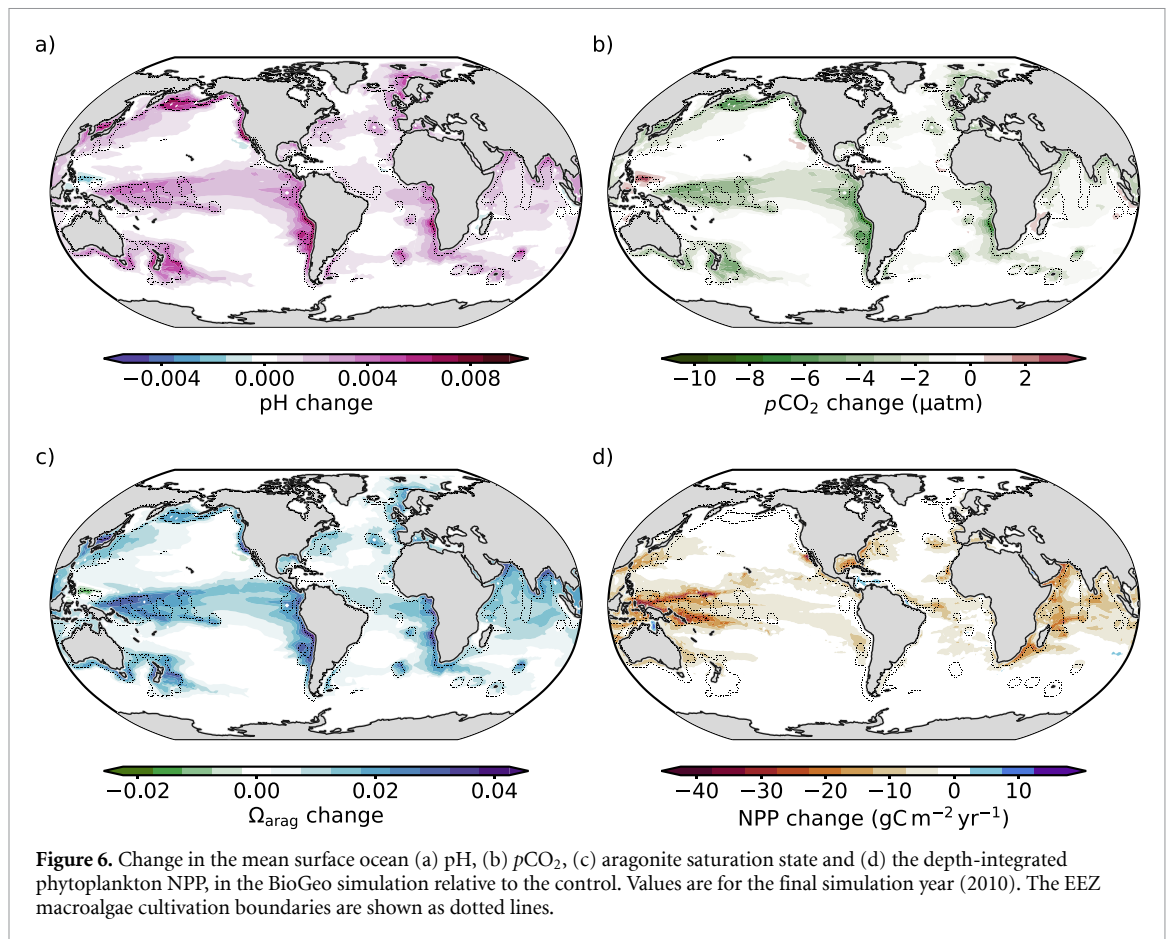 a)
b)
−0.004 0.000 0.004 0.008
pH change
−10 −8 −6 −4 −2 0 2
pCO₂ change (µatm)
c)
d)
−0.02 0.00 0.02 0.04
Ωarag change
−40 −30 −20 −10 0 10
NPP change (gC m⁻² yr⁻¹)
Figure 6. Change in the mean surface ocean (a) pH, (b) pCO₂, (c) aragonite saturation state and (d) the depth-integrated
phytoplankton NPP, in the BioGeo simulation relative to the control. Values are for the final simulation year (2010). The EEZ
macroalgae cultivation boundaries are shown as dotted lines.